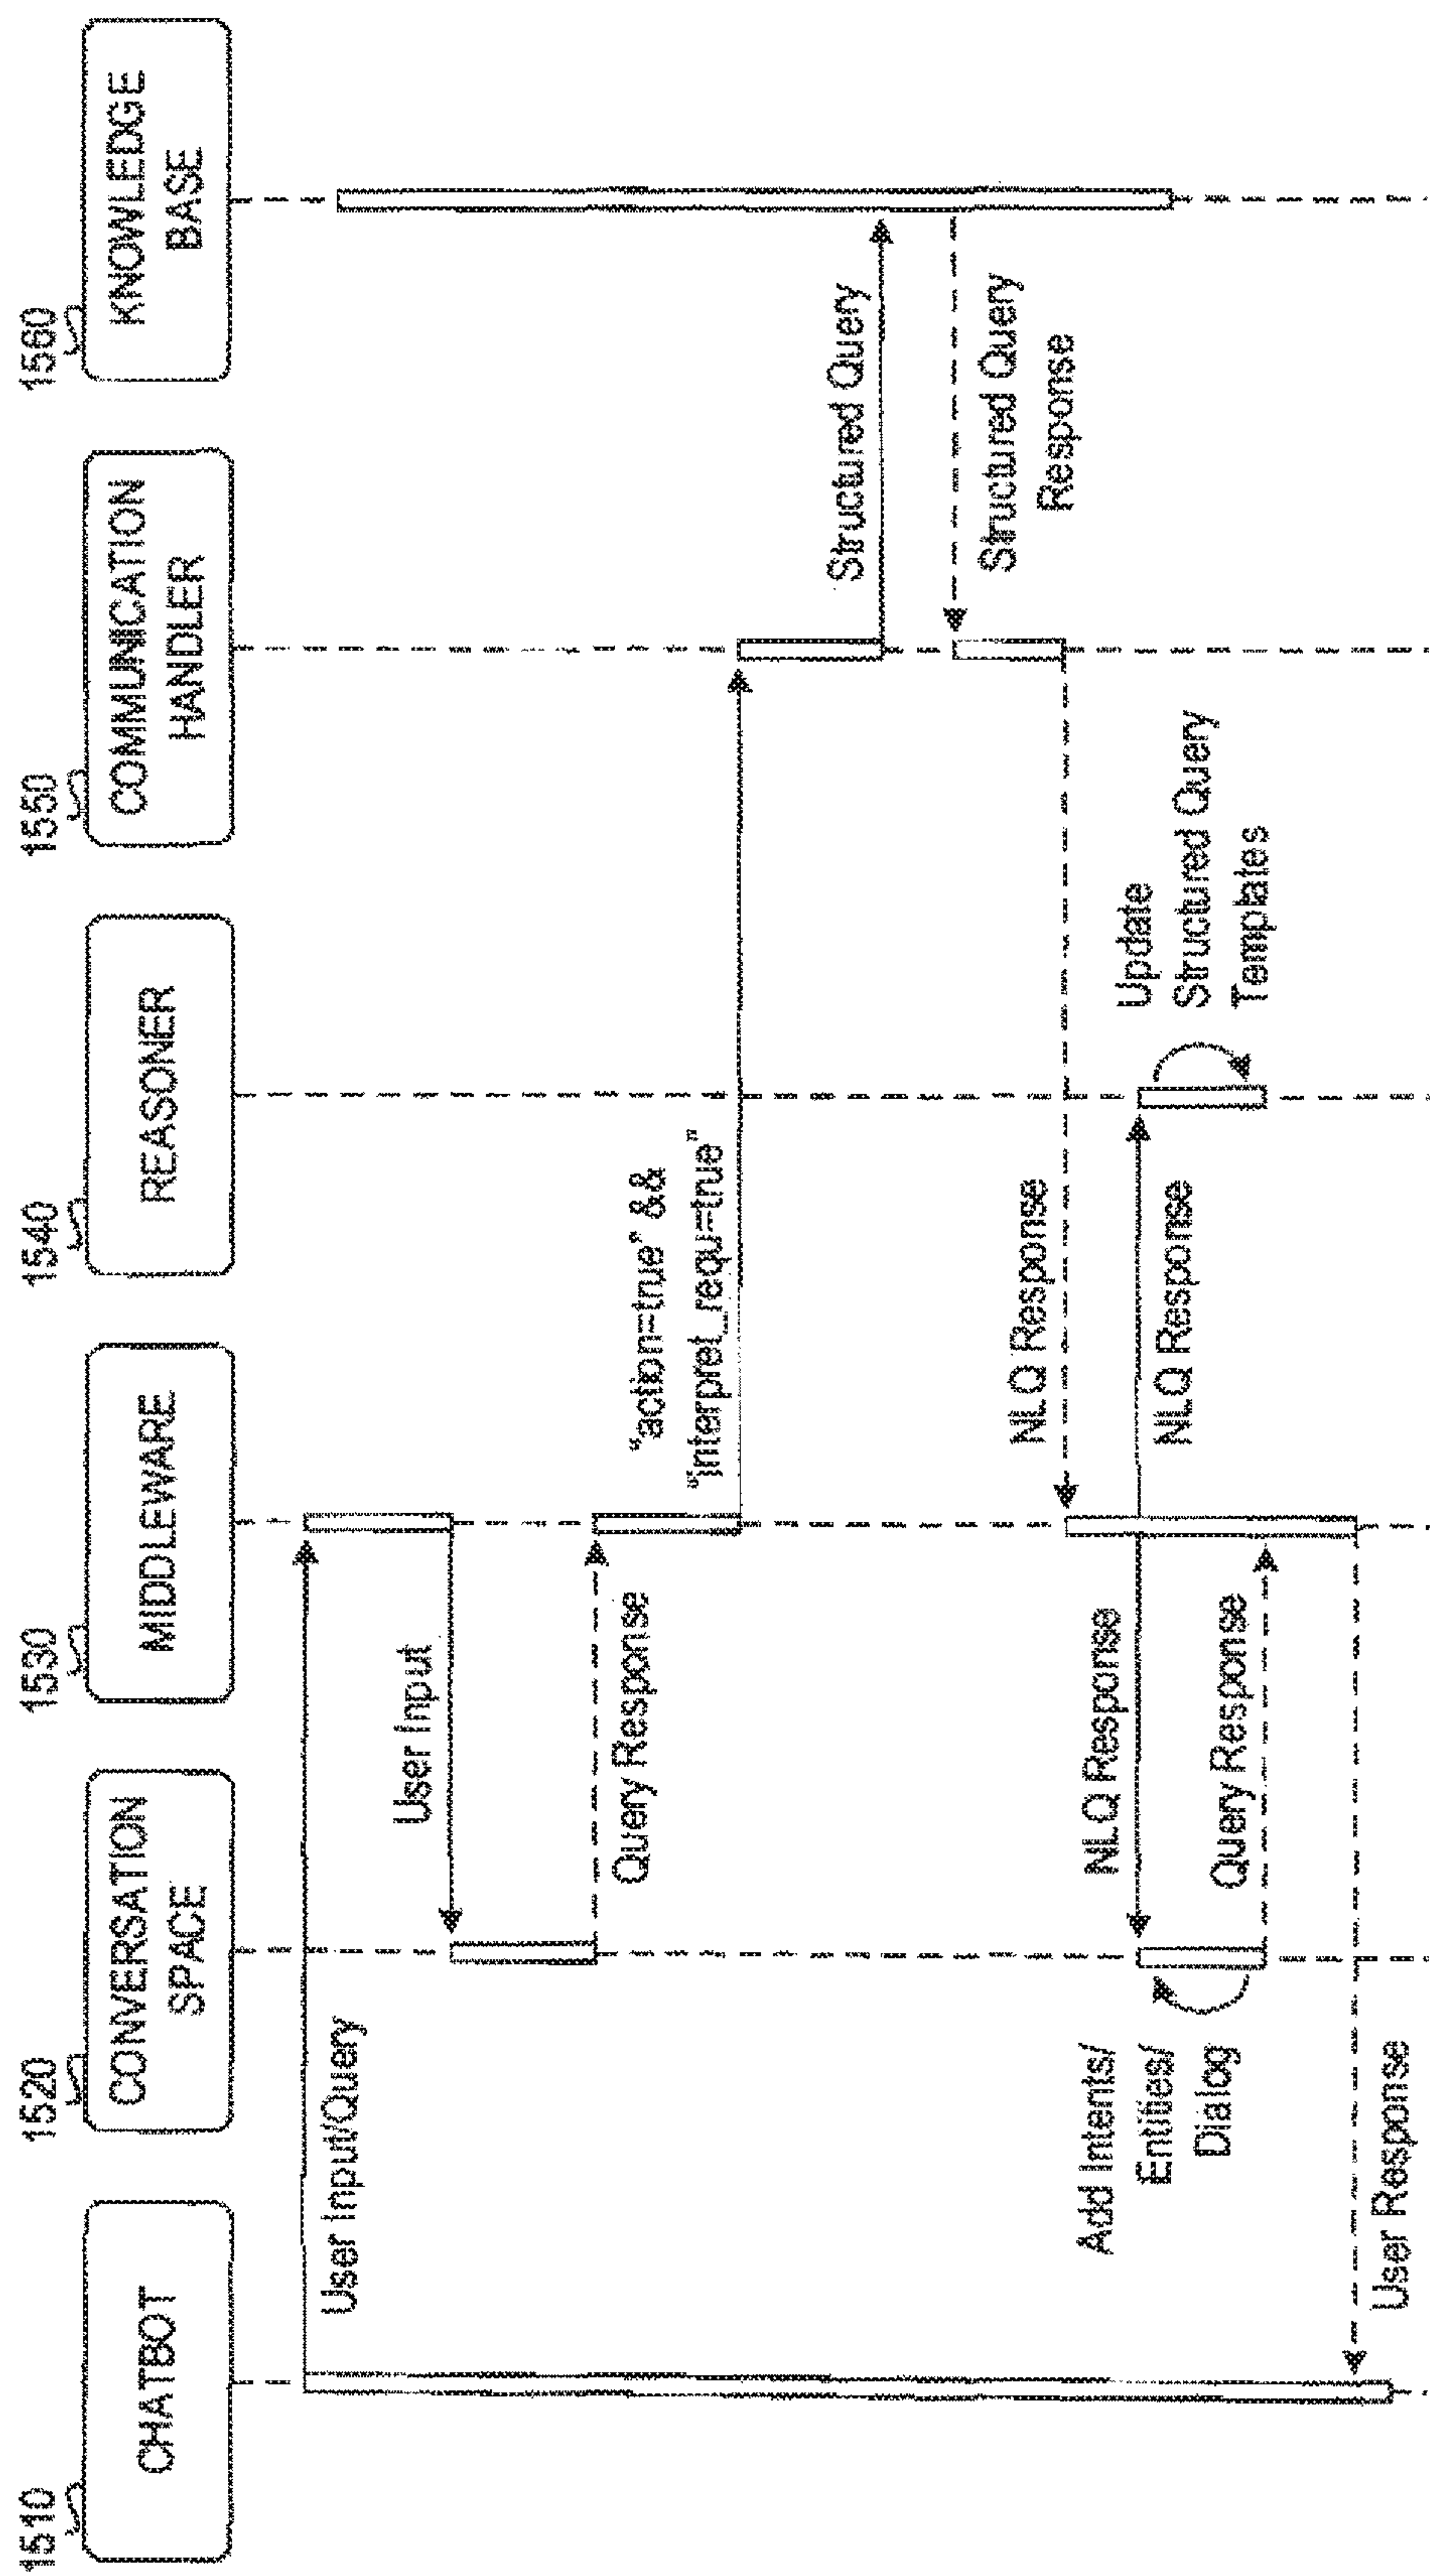 1510
CHATBOT
1520
CONVERSATION
SPACE
1530
MIDDLEWARE
1540
REASONER
1550
COMMUNICATION
HANDLER
1560
KNOWLEDGE
BASE
User Input/Query
User Input
Query Response
“action=true” &&
“interpret_requ=true”
Structured Query
Structured Query
Response
NLQ Response
NLQ Response
NLQ Response
Update
Structured Query
Templates
Add Intents/
Entities/
Dialog
Query Response
User Response